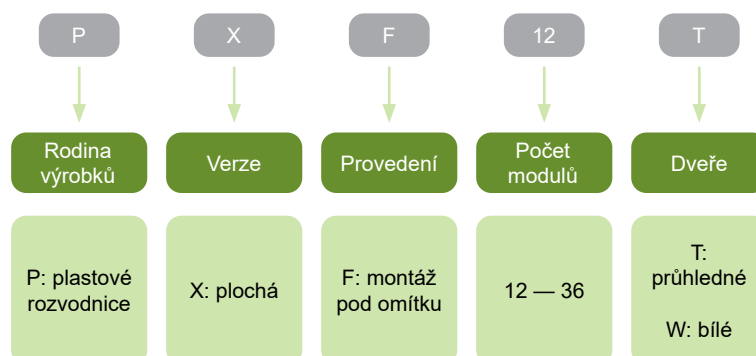 P
X
F
12
T
Rodina
výrobků
Verze
Provedení
Počet
modulů
Dveře
P: plastové
rozvodnice
X: plochá
F: montáž
pod omítku
12 — 36
T:
průhledné
W: bílé